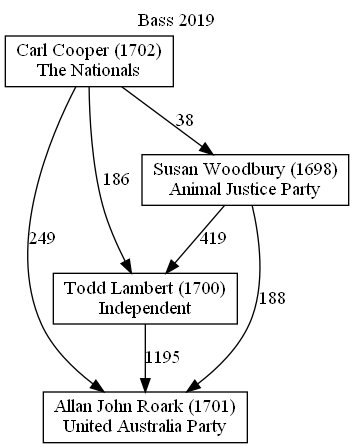 Bass 2019
Carl Cooper (1702)
The Nationals
38
Susan Woodbury (1698)
Animal Justice Party
186
249
419
188
Todd Lambert (1700)
Independent
1195
Allan John Roark (1701)
United Australia Party